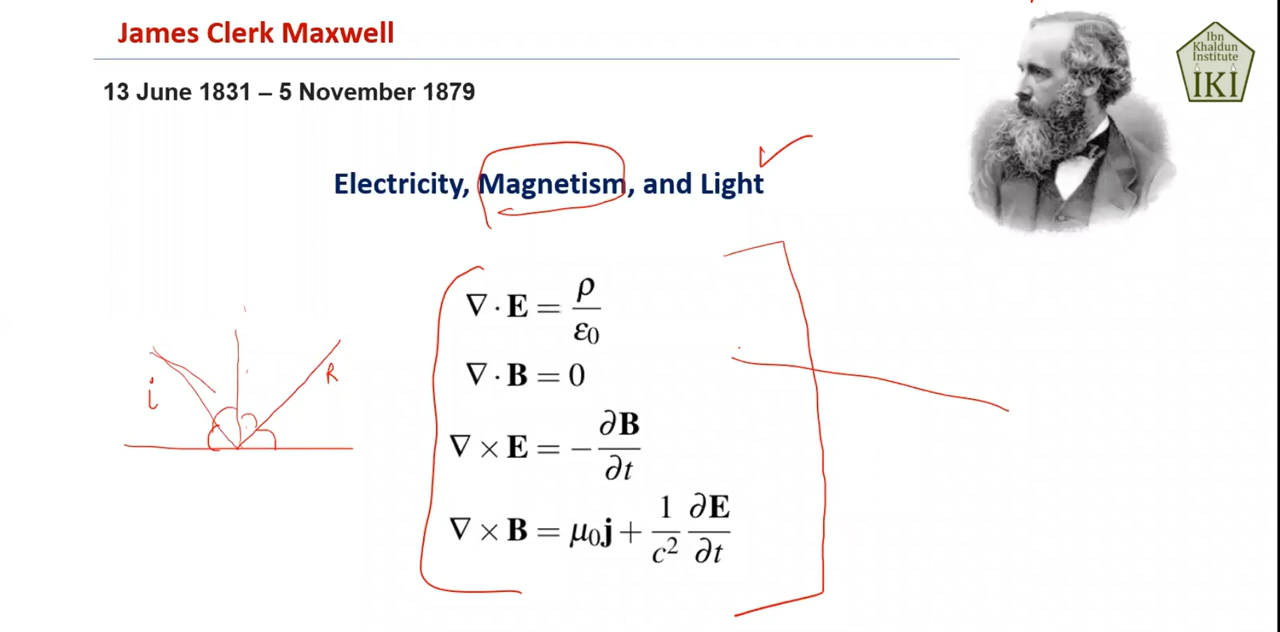 James Clerk Maxwell
Ibn
Khaldun
Institute
IKI
13 June 1831 – 5 November 1879
Electricity, Magnetism, and Light
∇ · E = ρ/ε₀
∇ · B = 0
i
R
∇ × E = −∂B/∂t
∇ × B = μ₀j + 1/c² ∂E/∂t